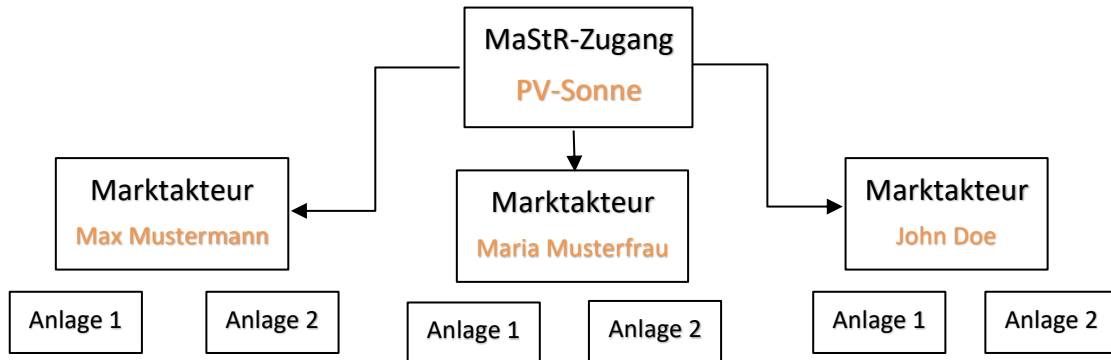 MaStR-Zugang
PV-Sonne
Marktakteur
Max Mustermann
Marktakteur
Maria Musterfrau
Marktakteur
John Doe
Anlage 1
Anlage 2
Anlage 1
Anlage 2
Anlage 1
Anlage 2